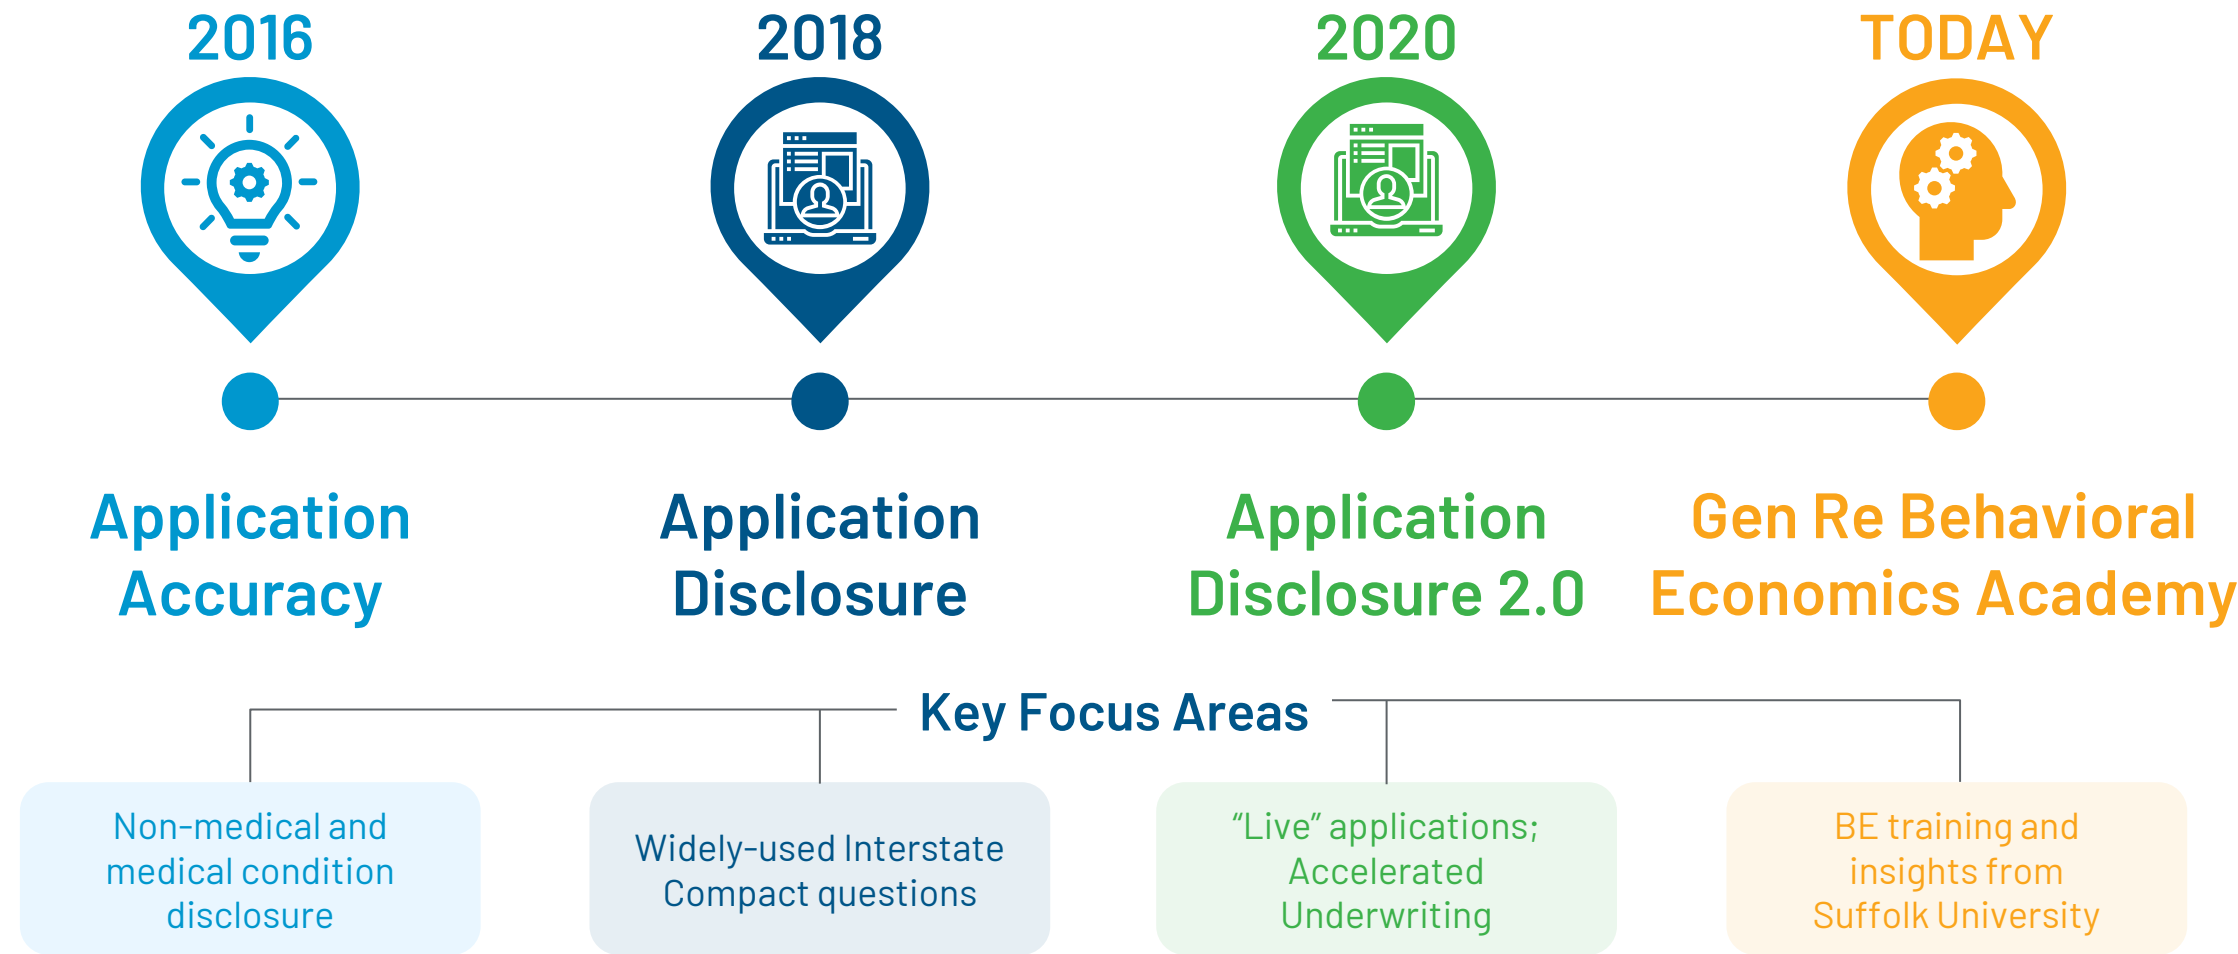 2016
2018
2020
TODAY
Application
Accuracy
Application
Disclosure
Application
Disclosure 2.0
Gen Re Behavioral
Economics Academy
Key Focus Areas
Non-medical and
medical condition
disclosure
Widely-used Interstate
Compact questions
“Live” applications;
Accelerated
Underwriting
BE training and
insights from
Suffolk University